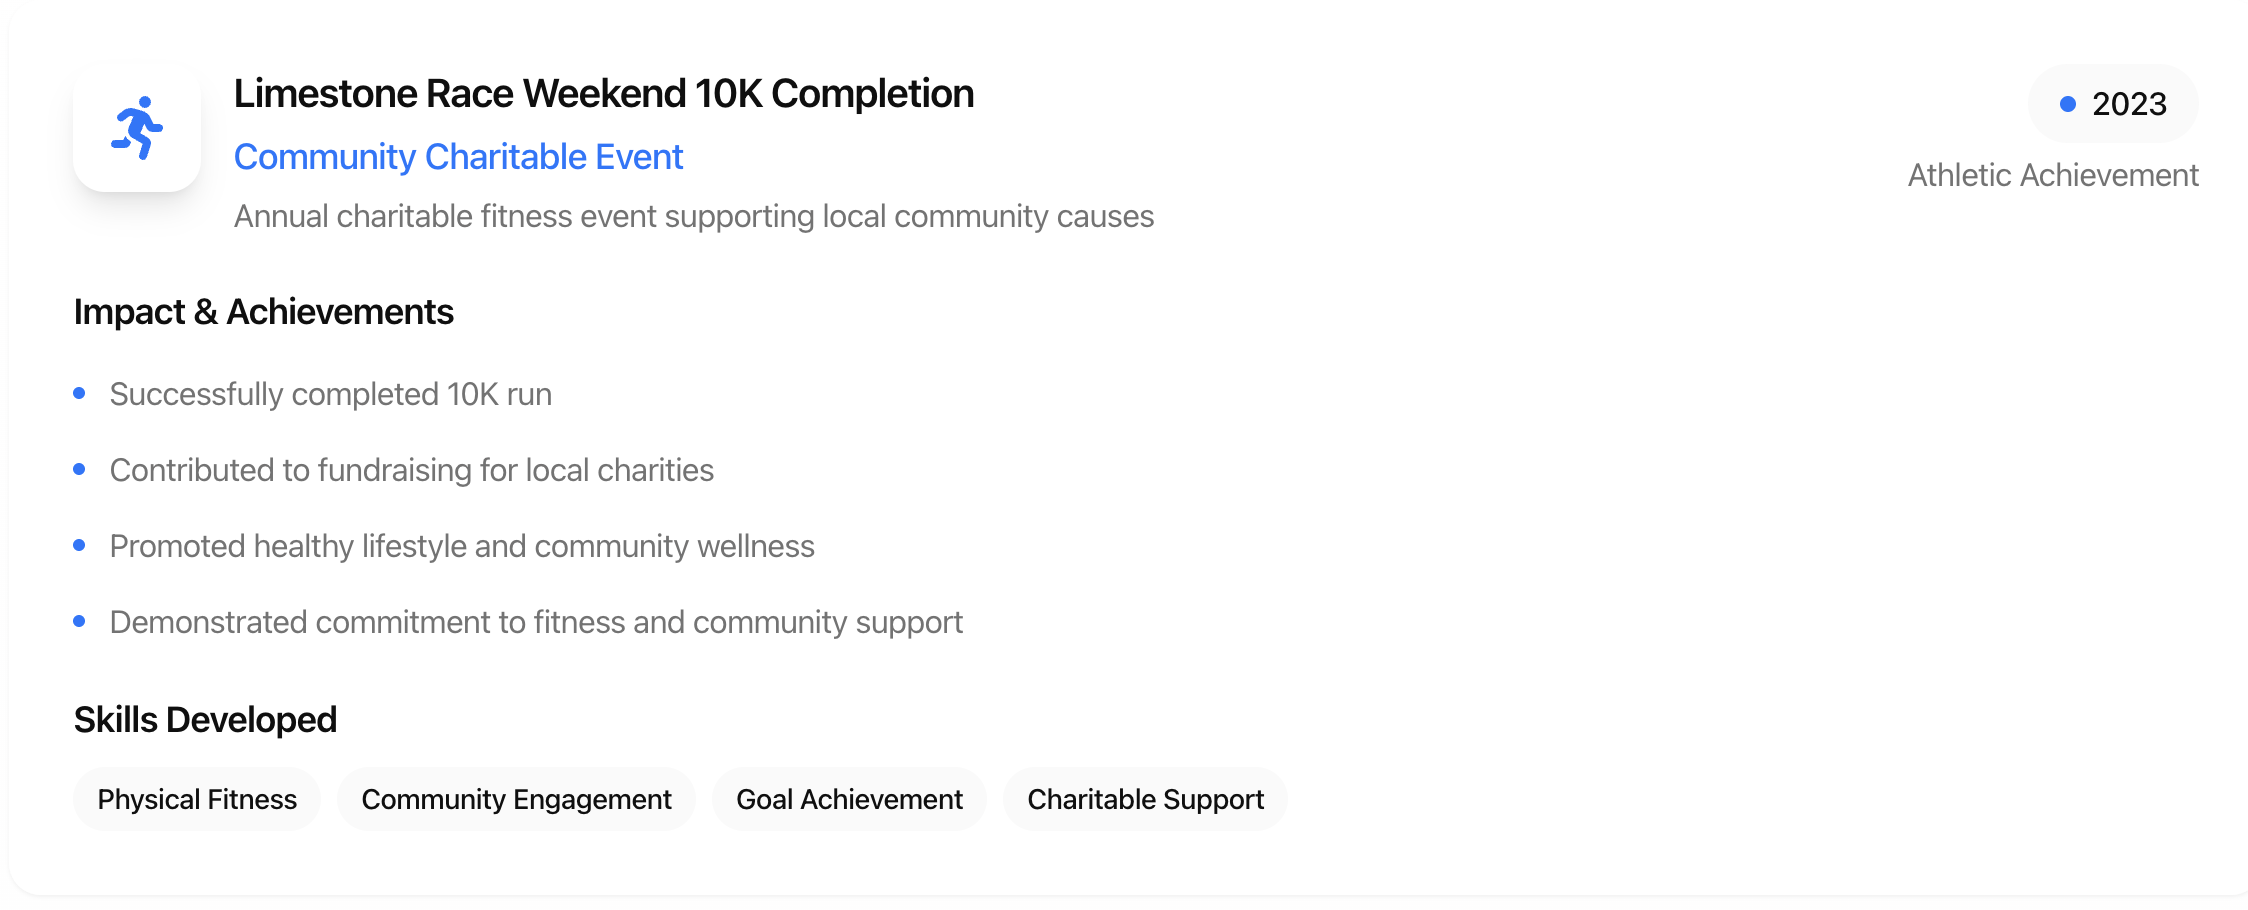 Limestone Race Weekend 10K Completion
Community Charitable Event
Annual charitable fitness event supporting local community causes
2023
Athletic Achievement
Impact & Achievements
Successfully completed 10K run
Contributed to fundraising for local charities
Promoted healthy lifestyle and community wellness
Demonstrated commitment to fitness and community support
Skills Developed
Physical Fitness
Community Engagement
Goal Achievement
Charitable Support